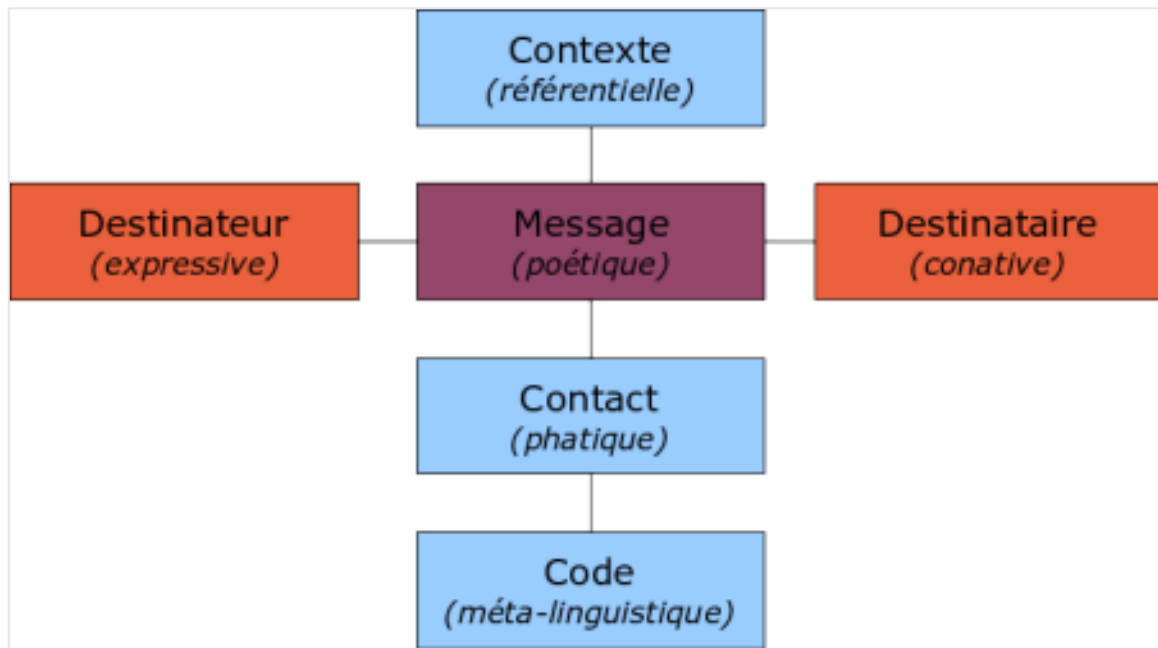 Contexte
(référentielle)
Destinateur
(expressive)
Message
(poétique)
Destinataire
(conative)
Contact
(phatique)
Code
(méta-linguistique)